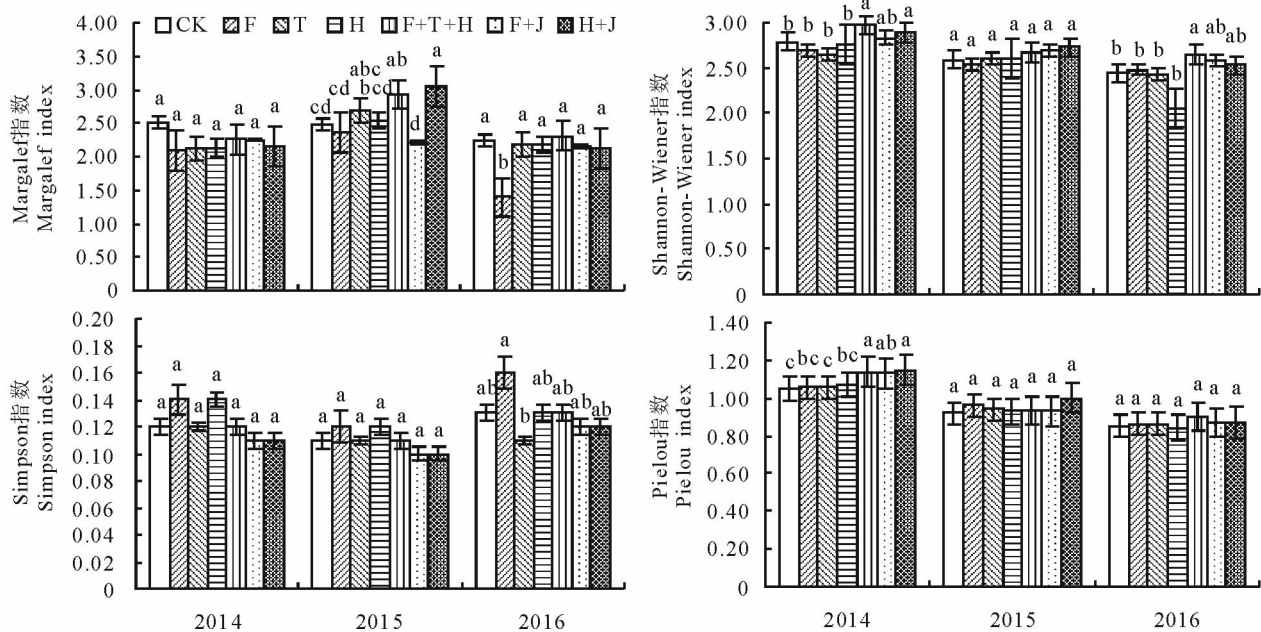 CK F T H F+T+H F+J H+J
Margalef指数
Margalef index
4.00
3.50
3.00
2.50
2.00
1.50
1.00
0.50
0
a a a a a a a
cd cd abc bcd abc cd ab d a
a b a a a a a
Shannon-Wiener指数
Shannon-Wiener index
3.00
2.50
2.00
1.50
1.00
0.50
0
b b b b a ab a
a a a a a a a
b b b b a ab ab
Simpson指数
Simpson index
0.20
0.18
0.16
0.14
0.12
0.10
0.08
0.06
0.04
0.02
0
a a a a a a a
a a a a a a a
ab a b ab ab ab ab
2014 2015 2016
Pielou指数
Pielou index
1.40
1.20
1.00
0.80
0.60
0.40
0.20
0
c bc c bc a ab a
a a a a a a a
a a a a a a a
2014 2015 2016